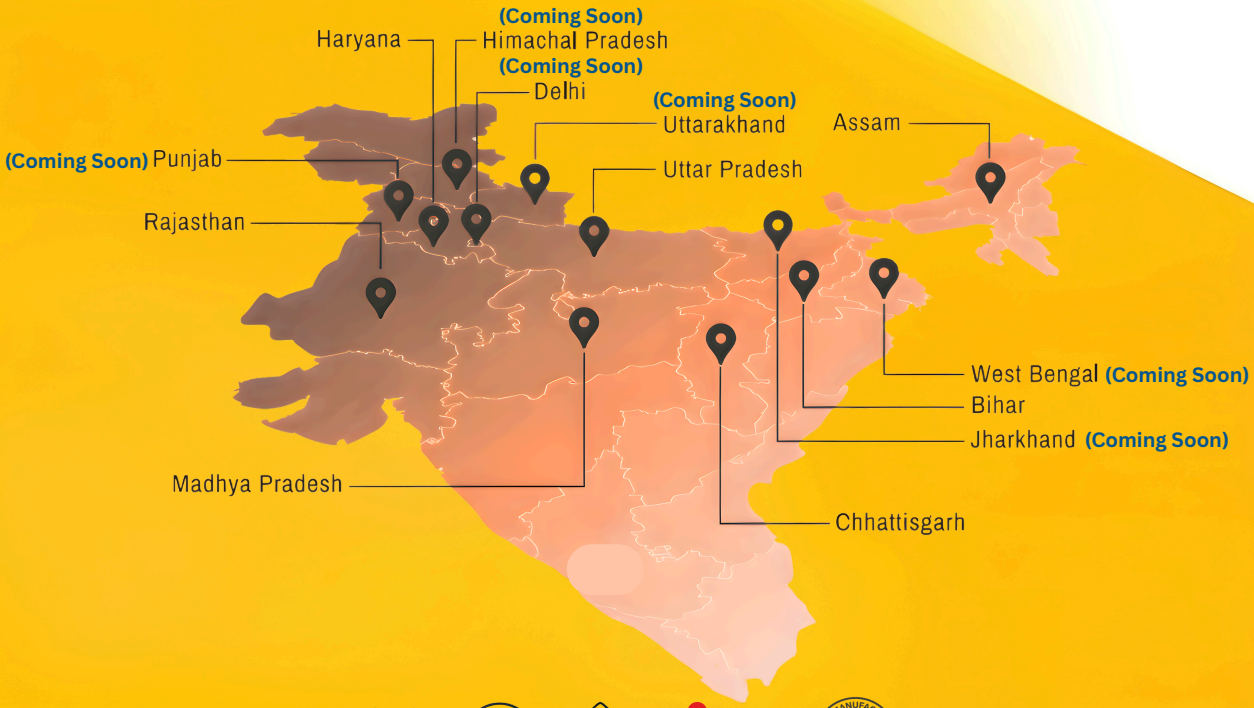 (Coming Soon)
Haryana
Himachal Pradesh
(Coming Soon)
Delhi
(Coming Soon)
Uttarakhand
Assam
(Coming Soon) Punjab
Uttar Pradesh
Rajasthan
West Bengal (Coming Soon)
Bihar
Jharkhand (Coming Soon)
Madhya Pradesh
Chhattisgarh